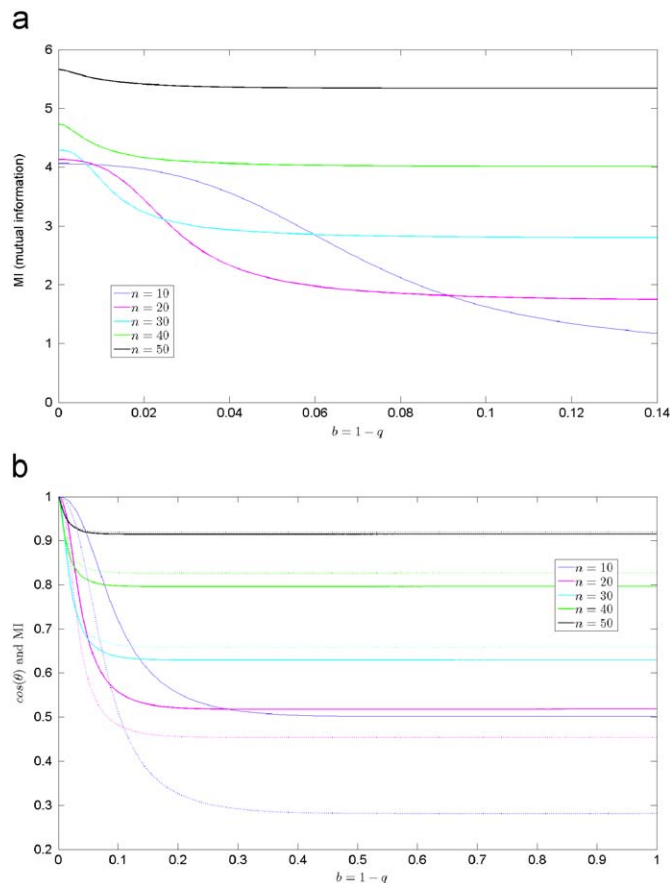 a
6
5
4
3
2
1
0
MI (mutual information)
n = 10
n = 20
n = 30
n = 40
n = 50
0 0.02 0.04 0.06 0.08 0.1 0.12 0.14
b = 1 − q
b
1
0.9
0.8
0.7
0.6
0.5
0.4
0.3
0.2
cos(θ) and MI
n = 10
n = 20
n = 30
n = 40
n = 50
0 0.1 0.2 0.3 0.4 0.5 0.6 0.7 0.8 0.9 1
b = 1 − q